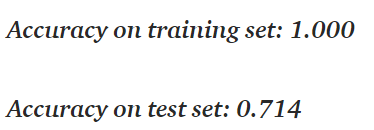 Accuracy on training set: 1.000
Accuracy on test set: 0.714